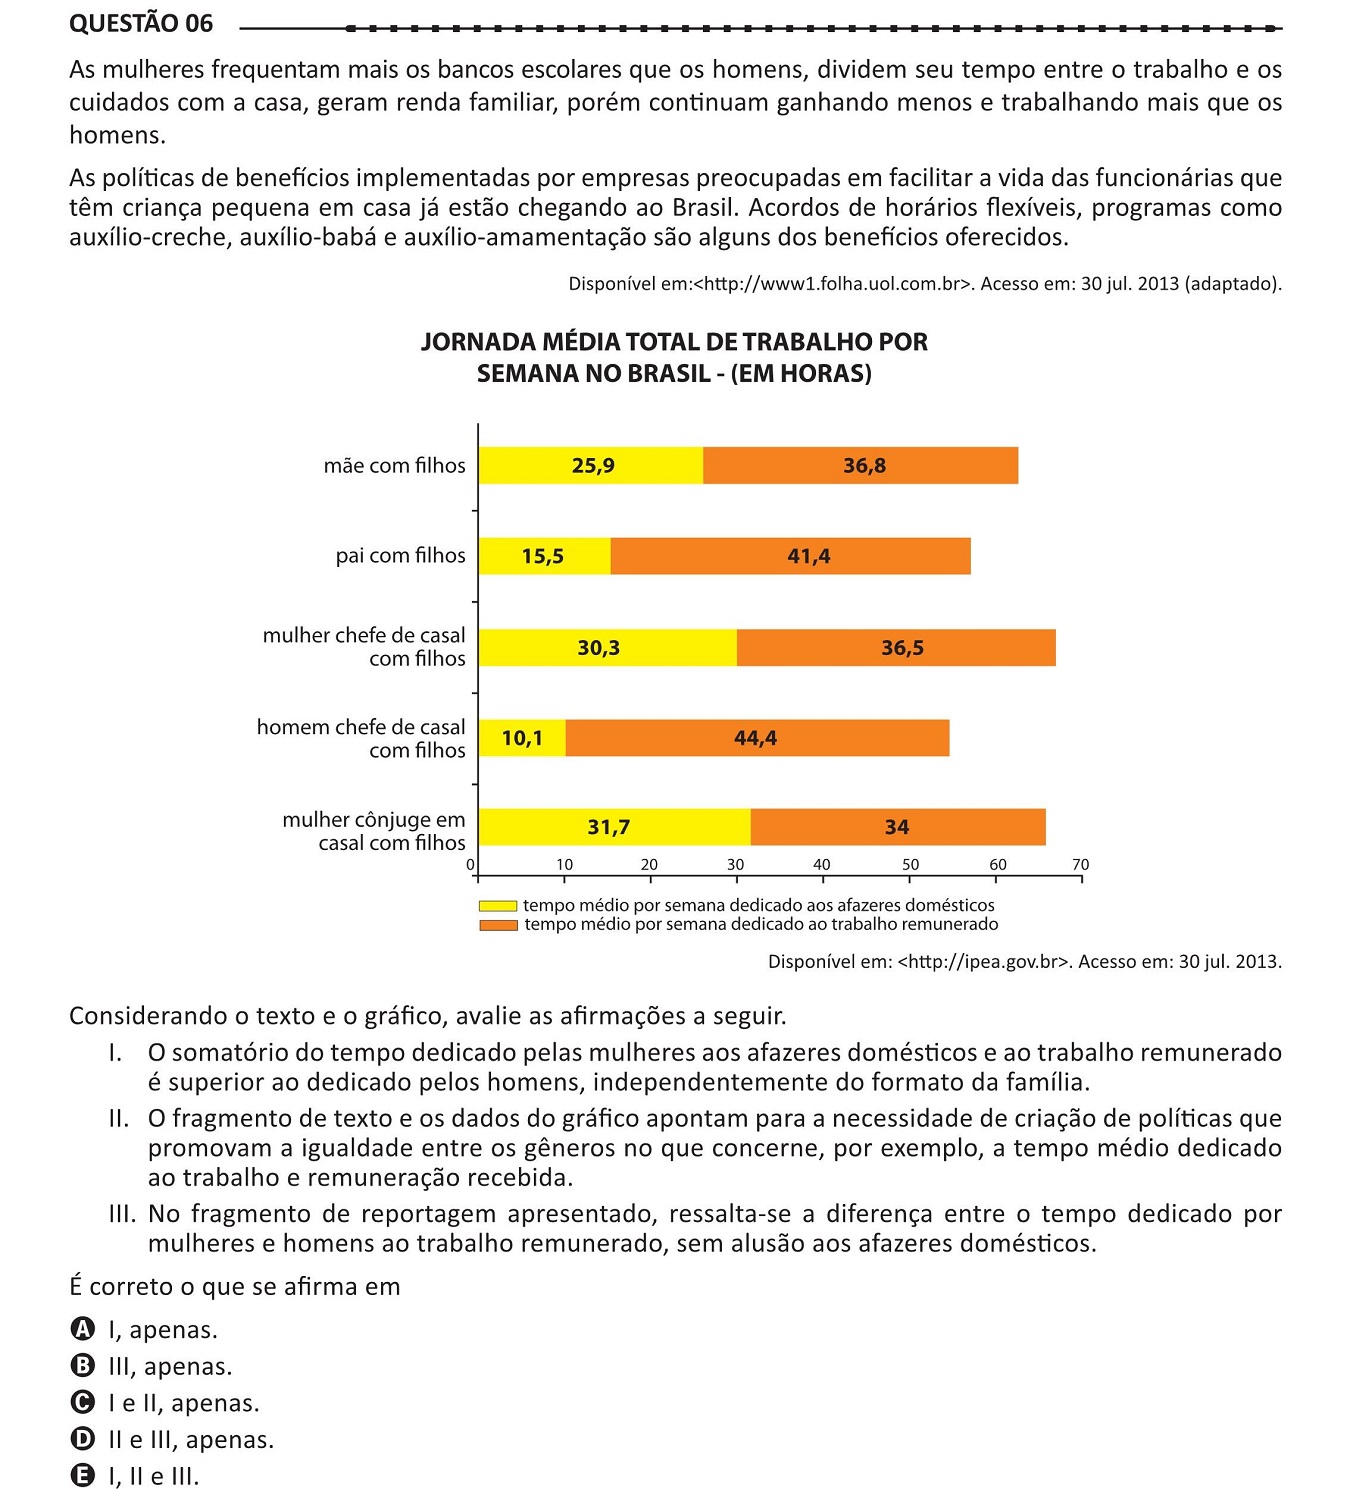 QUESTÃO 06
As mulheres frequentam mais os bancos escolares que os homens, dividem seu tempo entre o trabalho e os
cuidados com a casa, geram renda familiar, porém continuam ganhando menos e trabalhando mais que os
homens.
As políticas de benefícios implementadas por empresas preocupadas em facilitar a vida das funcionárias que
têm criança pequena em casa já estão chegando ao Brasil. Acordos de horários flexíveis, programas como
auxílio-creche, auxílio-babá e auxílio-amamentação são alguns dos benefícios oferecidos.
Disponível em:<http://www1.folha.uol.com.br>. Acesso em: 30 jul. 2013 (adaptado).
JORNADA MÉDIA TOTAL DE TRABALHO POR
SEMANA NO BRASIL - (EM HORAS)
mãe com filhos 25,9 36,8
pai com filhos 15,5 41,4
mulher chefe de casal
com filhos 30,3 36,5
homem chefe de casal
com filhos 10,1 44,4
mulher cônjuge em
casal com filhos 31,7 34
0 10 20 30 40 50 60 70
tempo médio por semana dedicado aos afazeres domésticos
tempo médio por semana dedicado ao trabalho remunerado
Disponível em: <http://ipea.gov.br>. Acesso em: 30 jul. 2013.
Considerando o texto e o gráfico, avalie as afirmações a seguir.
I. O somatório do tempo dedicado pelas mulheres aos afazeres domésticos e ao trabalho remunerado
é superior ao dedicado pelos homens, independentemente do formato da família.
II. O fragmento de texto e os dados do gráfico apontam para a necessidade de criação de políticas que
promovam a igualdade entre os gêneros no que concerne, por exemplo, a tempo médio dedicado
ao trabalho e remuneração recebida.
III. No fragmento de reportagem apresentado, ressalta-se a diferença entre o tempo dedicado por
mulheres e homens ao trabalho remunerado, sem alusão aos afazeres domésticos.
É correto o que se afirma em
A I, apenas.
B III, apenas.
C I e II, apenas.
D II e III, apenas.
E I, II e III.